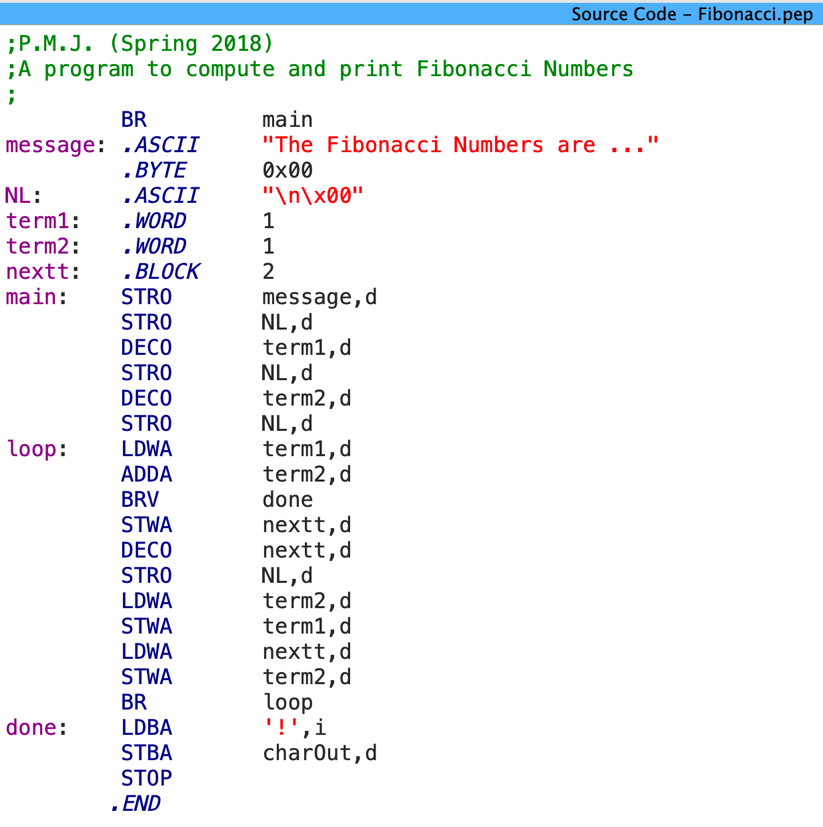 Source Code - Fibonacci.pep
;P.M.J. (Spring 2018)
;A program to compute and print Fibonacci Numbers
;
BR main
message: .ASCII "The Fibonacci Numbers are ..."
.BYTE 0x00
NL: .ASCII "\n\x00"
term1: .WORD 1
term2: .WORD 1
nextt: .BLOCK 2
main: STRO message,d
STRO NL,d
DECO term1,d
STRO NL,d
DECO term2,d
STRO NL,d
loop: LDWA term1,d
ADDA term2,d
BRV done
STWA nextt,d
DECO nextt,d
STRO NL,d
LDWA term2,d
STWA term1,d
LDWA nextt,d
STWA term2,d
BR loop
done: LDBA '!',i
STBA charOut,d
STOP
.END